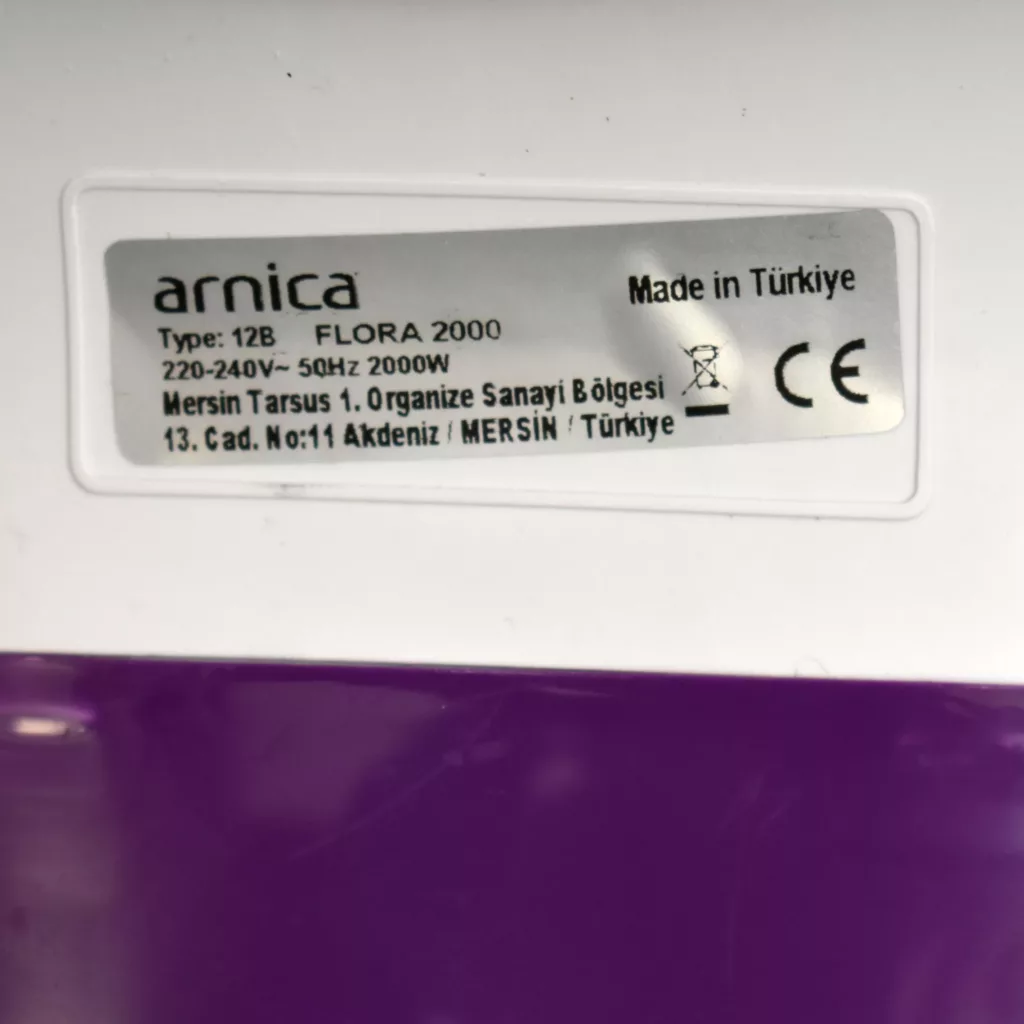 arnica
Made in Türkiye
Type: 12B FLORA 2000
220-240V~ 50Hz 2000W
Mersin Tarsus 1. Organize Sanayi Bölgesi
13. Cad. No:11 Akdeniz / MERSİN / Türkiye
CE